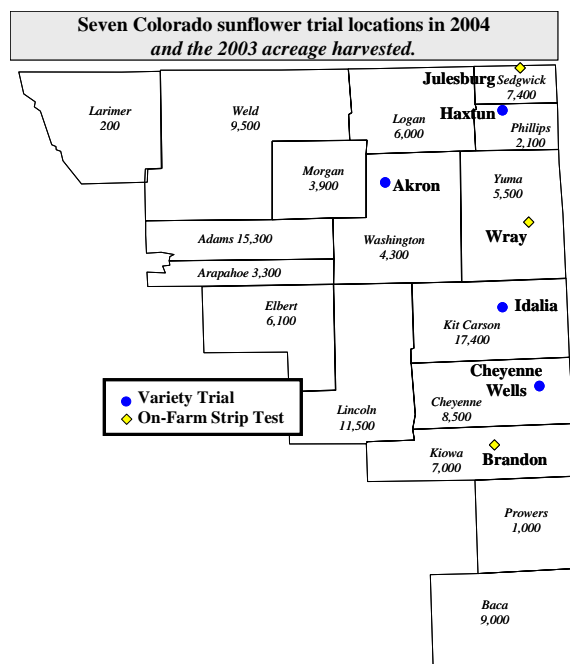 Seven Colorado sunflower trial locations in 2004
and the 2003 acreage harvested.
Julesburg
Sedgwick
7,400
Larimer
200
Weld
9,500
Logan
6,000
Haxtun
Phillips
2,100
Morgan
3,900
Akron
Yuma
5,500
Wray
Adams 15,300
Washington
4,300
Arapahoe 3,300
Elbert
6,100
Idalia
Kit Carson
17,400
Cheyenne
Wells
Cheyenne
8,500
Variety Trial
On-Farm Strip Test
Lincoln
11,500
Kiowa
7,000
Brandon
Prowers
1,000
Baca
9,000